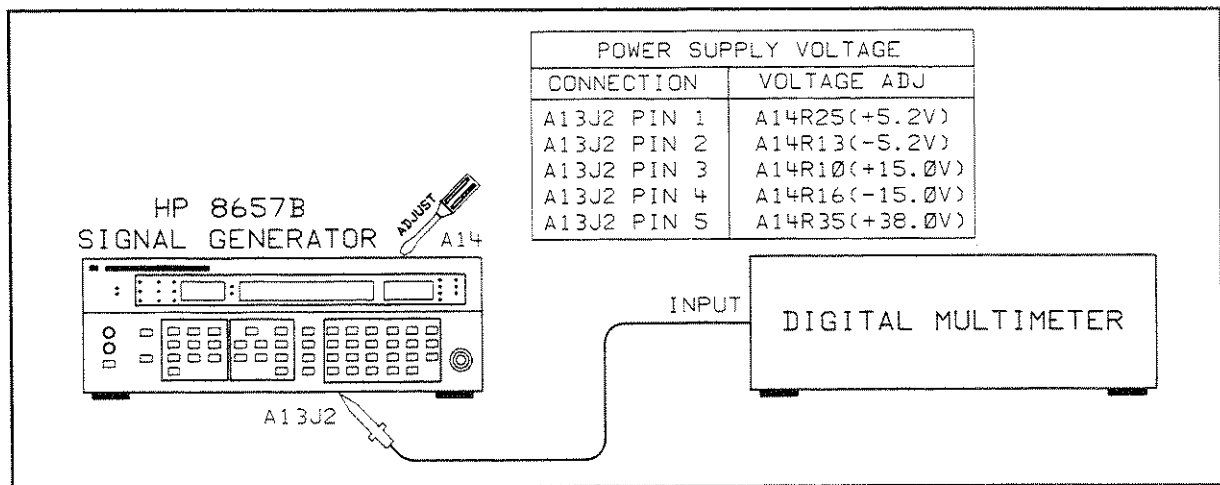 POWER SUPPLY VOLTAGE
CONNECTION VOLTAGE ADJ
A13J2 PIN 1 A14R25(+5.2V)
A13J2 PIN 2 A14R13(-5.2V)
A13J2 PIN 3 A14R10(+15.0V)
A13J2 PIN 4 A14R16(-15.0V)
A13J2 PIN 5 A14R35(+38.0V)
HP 8657B
SIGNAL GENERATOR
ADJUST
A14
INPUT
DIGITAL MULTIMETER
A13J2